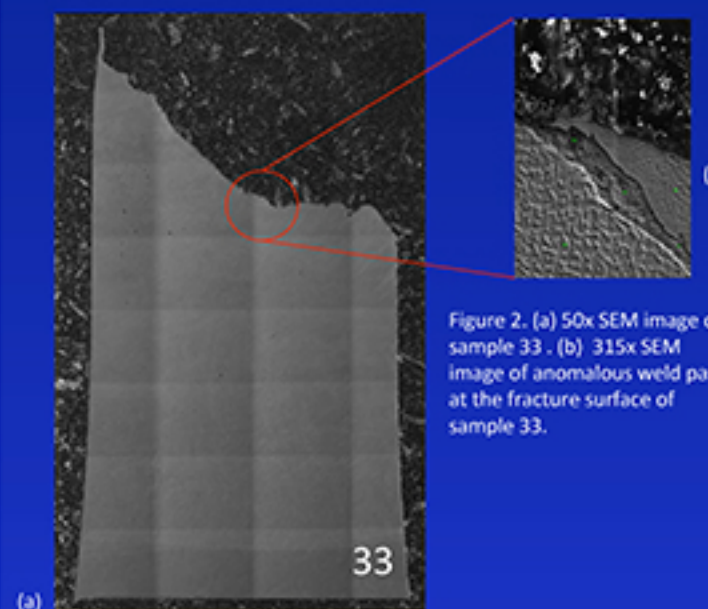 33
(a)
(
Figure 2. (a) 50x SEM image
sample 33 . (b) 315x SEM
image of anomalous weld
at the fracture surface of
sample 33.